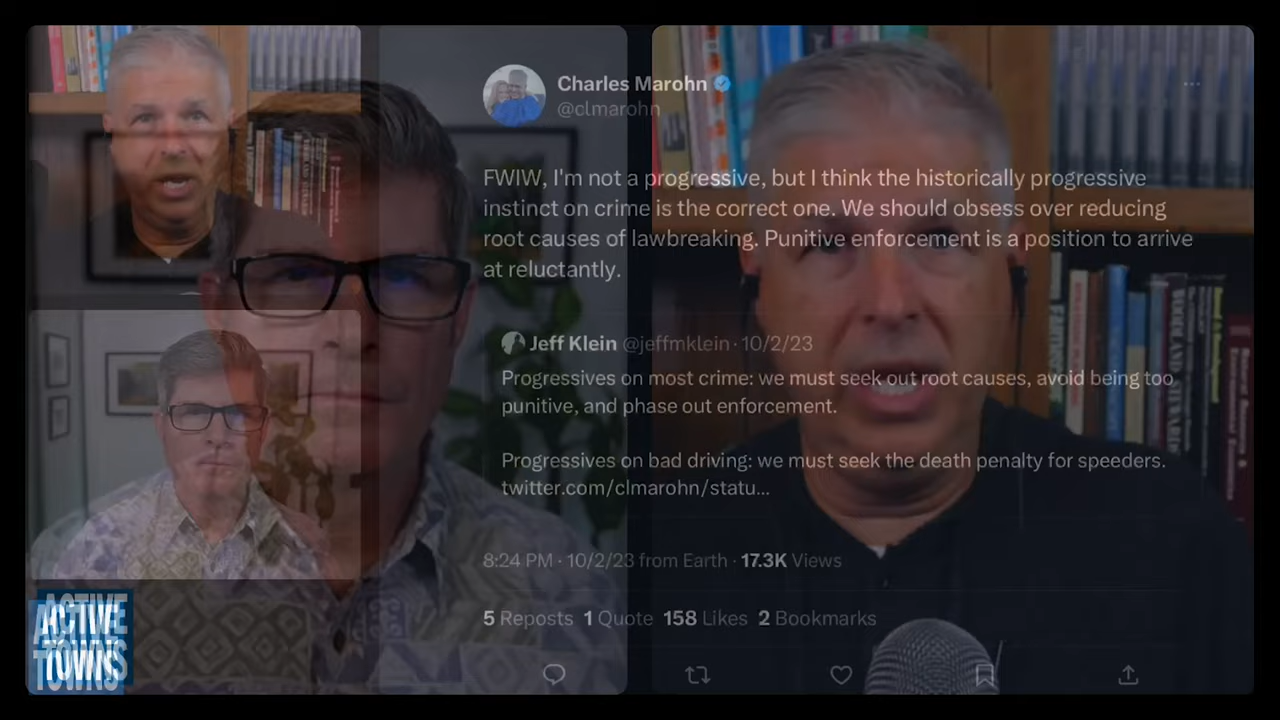 Charles Marohn
@clmarohn
FWIW, I'm not a progressive, but I think the historically progressive
instinct on crime is the correct one. We should obsess over reducing
root causes of lawbreaking. Punitive enforcement is a position to arrive
at reluctantly.
Jeff Klein @jeffmklein · 10/2/23
Progressives on most crime: we must seek out root causes, avoid being too
punitive, and phase out enforcement.
Progressives on bad driving: we must seek the death penalty for speeders.
twitter.com/clmarohn/statu...
8:24 PM · 10/2/23 from Earth · 17.3K Views
5 Reposts 1 Quote 158 Likes 2 Bookmarks
ACTIVE
TOWNS